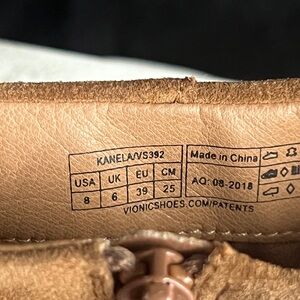 KANELA/VS392
USA UK EU CM
8 6 39 25
Made in China
AQ: 08-2018
VIONICSHOES.COM/PATENTS